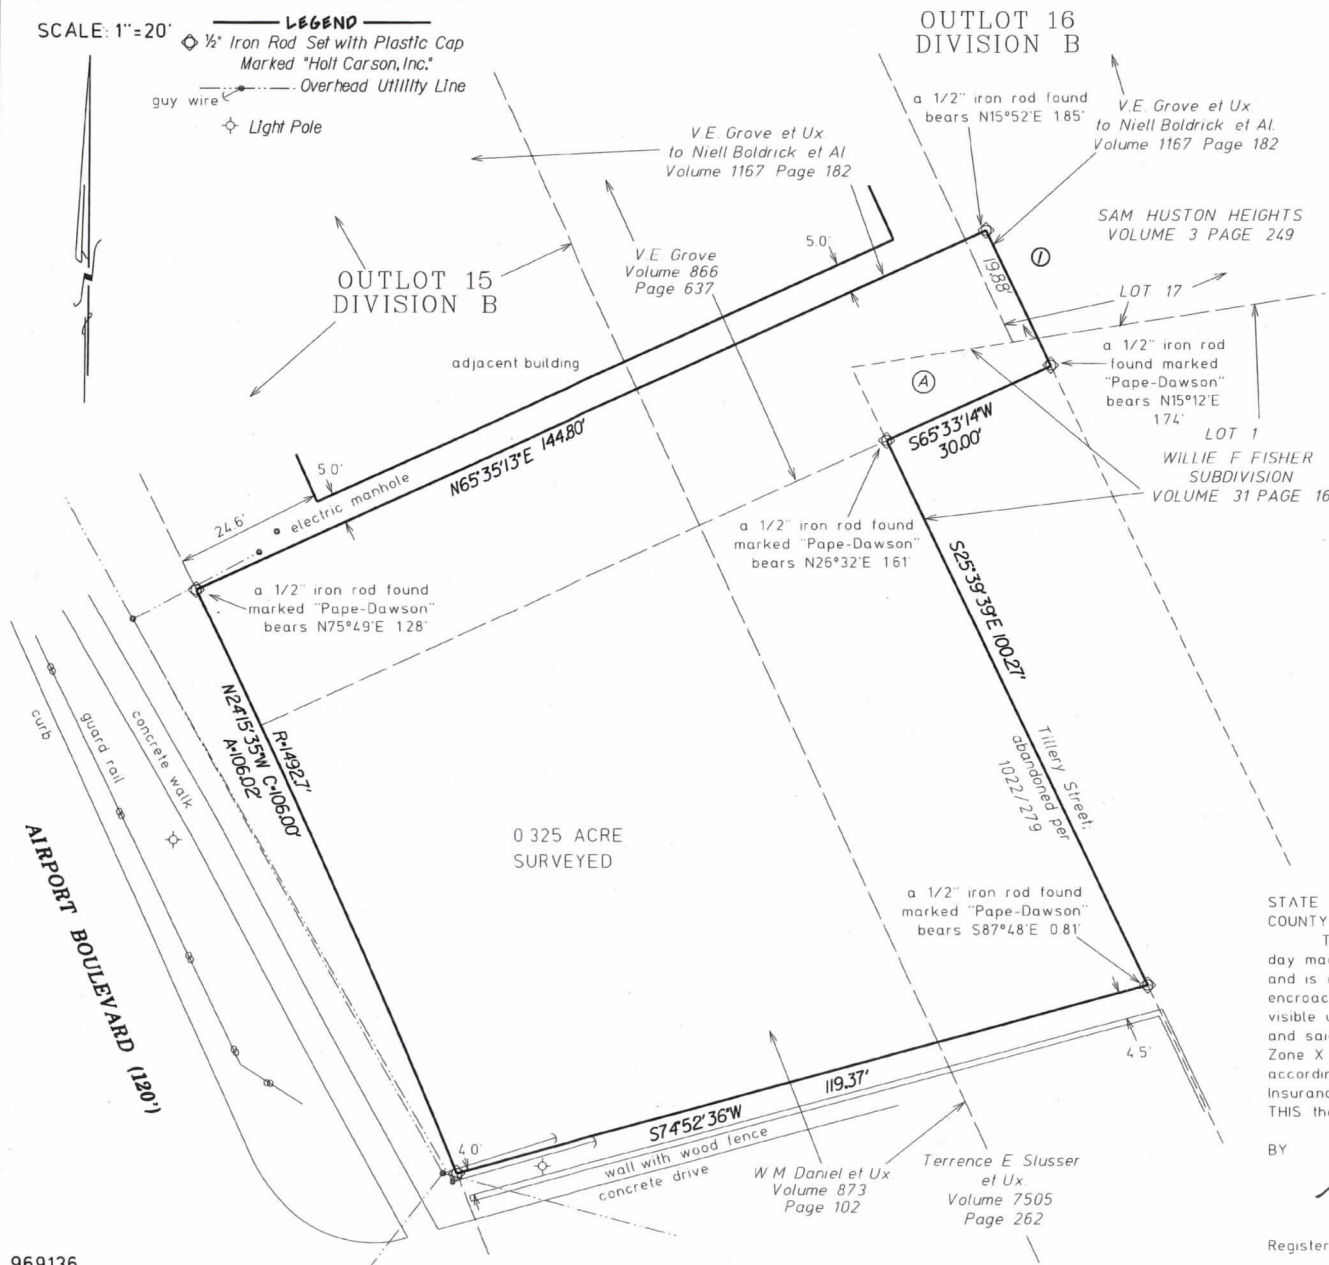 SCALE: 1"=20'
LEGEND
½" Iron Rod Set with Plastic Cap
Marked "Holt Carson, Inc."
Overhead Utility Line
guy wire
Light Pole
OUTLOT 16
DIVISION B
a 1/2" iron rod found
bears N15°52'E 1.85'
V.E. Grove et Ux.
to Niell Boldrick et Al.
Volume 1167 Page 182
V.E. Grove et Ux.
to Niell Boldrick et Al.
Volume 1167 Page 182
SAM HUSTON HEIGHTS
VOLUME 3 PAGE 249
5.0'
19.88'
1
V.E. Grove
Volume 866
Page 637
OUTLOT 15
DIVISION B
LOT 17
adjacent building
A
a 1/2" iron rod
found marked
"Pape-Dawson"
bears N15°12'E
1.74'
S65°33'14"W
30.00'
LOT 1
WILLIE F FISHER
SUBDIVISION
VOLUME 31 PAGE 16
N65°35'13"E 144.80'
5.0'
24.6'
electric manhole
a 1/2" iron rod found
marked "Pape-Dawson"
bears N26°32'E 1.61'
a 1/2" iron rod found
marked "Pape-Dawson"
bears N75°49'E 1.28'
S25°39'39"E 100.27'
N24°15'35"W C=106.00'
R=1492.7'
A=106.02'
curb
guard rail
concrete walk
Tillery Street:
abandoned per
1022/279
AIRPORT BOULEVARD (120')
0.325 ACRE
SURVEYED
a 1/2" iron rod found
marked "Pape-Dawson"
bears S87°48'E 0.81'
STATE
COUNTY
T
day mad
and is
encroac
visible u
and said
Zone X
accordin
Insuranc
THIS the
BY
Register
4.5'
119.37'
S74°52'36"W
4.0'
wall with wood fence
concrete drive
W M Daniel et Ux.
Volume 873
Page 102
Terrence E Slusser
et Ux.
Volume 7505
Page 262
969136